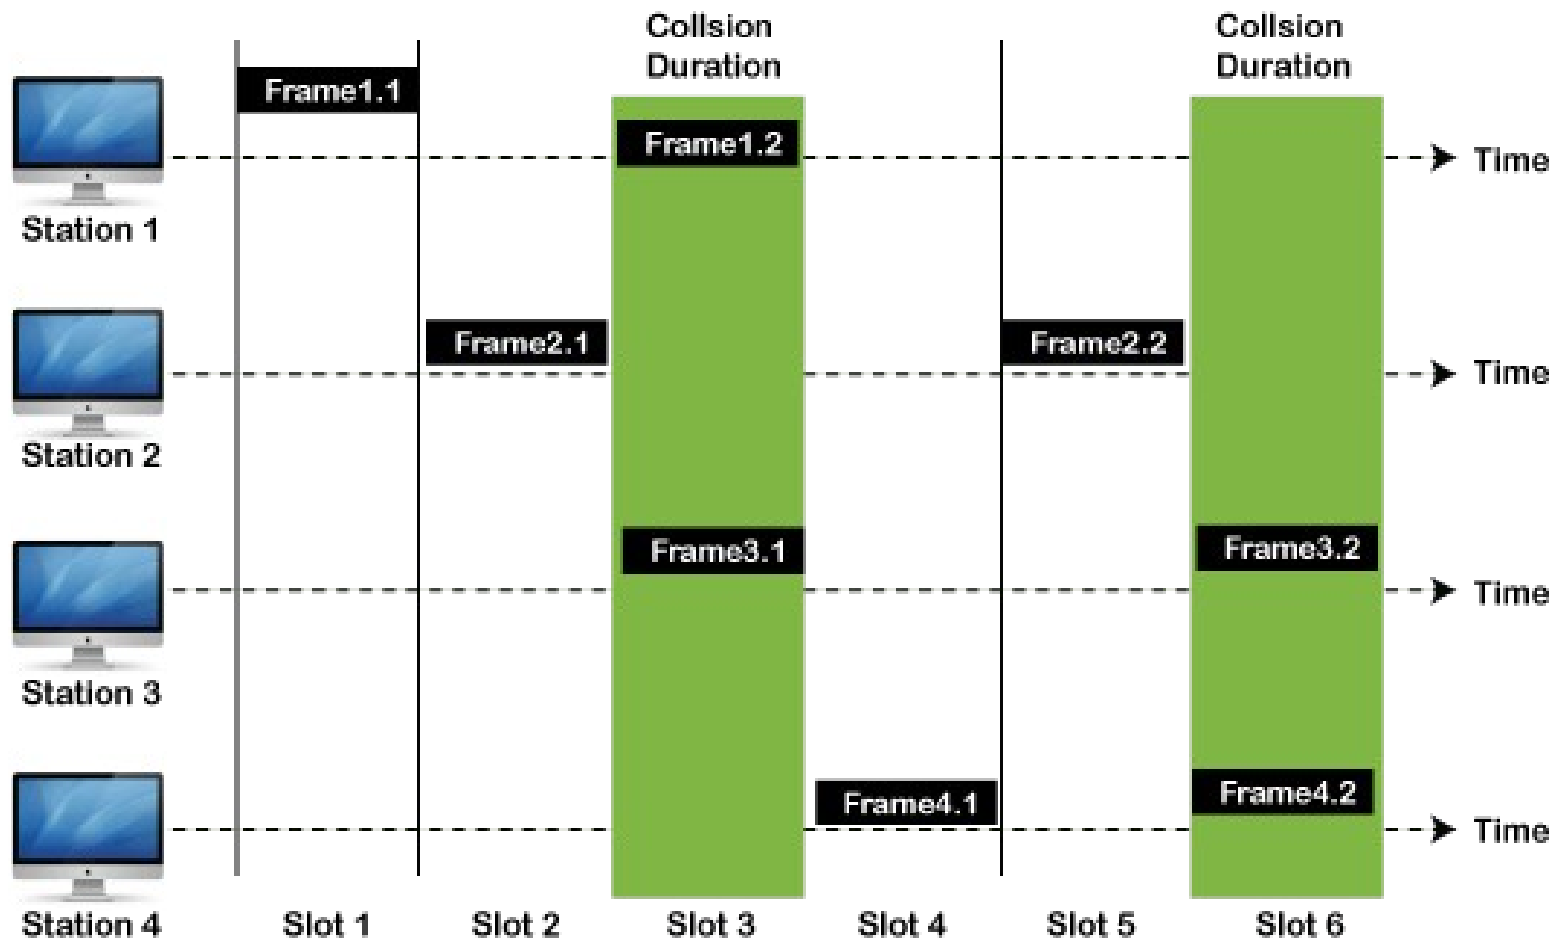 Collsion
Duration
Collsion
Duration
Frame1.1
Frame1.2
Time
Station 1
Frame2.1
Frame2.2
Time
Station 2
Frame3.1
Frame3.2
Time
Station 3
Frame4.1
Frame4.2
Time
Station 4
Slot 1
Slot 2
Slot 3
Slot 4
Slot 5
Slot 6